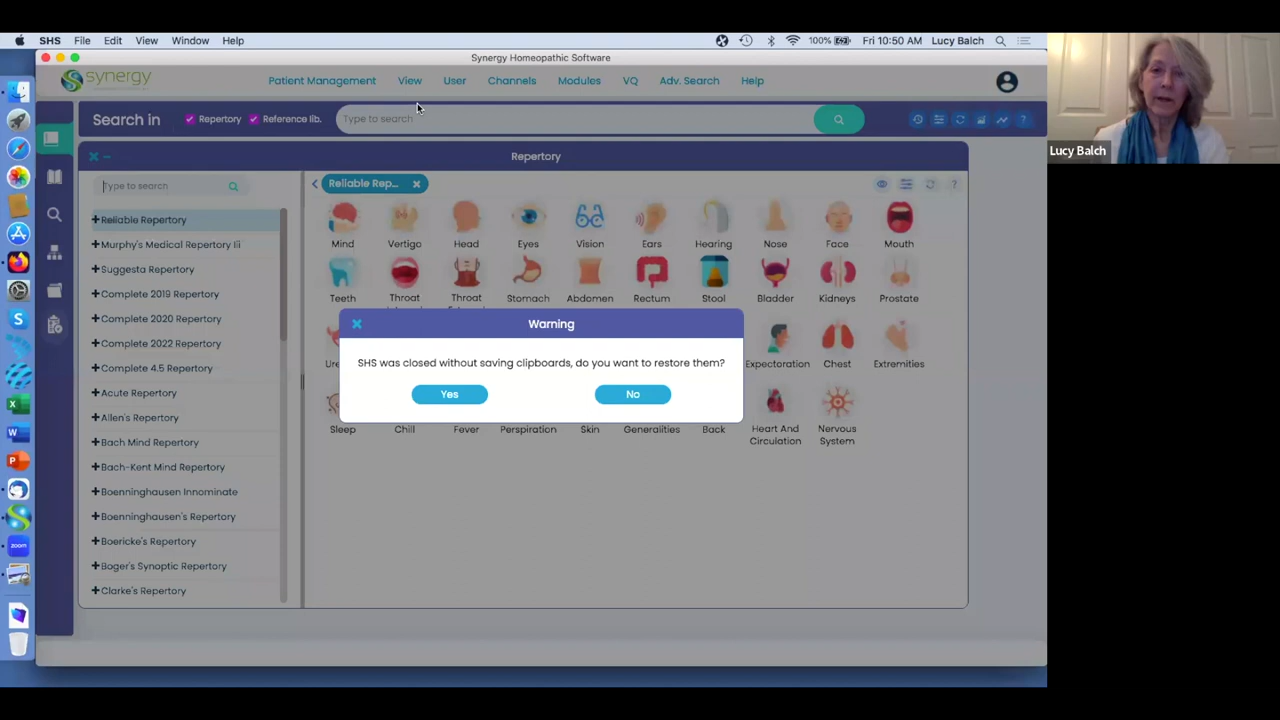 SHS File Edit View Window Help
100% Fri 10:50 AM Lucy Balch
Synergy Homeopathic Software
synergy
Patient Management View User Channels Modules VQ Adv. Search Help
Search in Repertory Reference lib. Type to search
?
Lucy Balch
Repertory
Type to search
Reliable Rep... ?
Reliable Repertory
Murphy's Medical Repertory Iii
Suggesta Repertory
Complete 2019 Repertory
Complete 2020 Repertory
Complete 2022 Repertory
Complete 4.5 Repertory
Acute Repertory
Allen's Repertory
Bach Mind Repertory
Bach-Kent Mind Repertory
Boenninghausen Innominate
Boenninghausen's Repertory
Boericke's Repertory
Boger's Synoptic Repertory
Clarke's Repertory
Mind Vertigo Head Eyes Vision Ears Hearing Nose Face Mouth
Teeth Throat Throat Stomach Abdomen Rectum Stool Bladder Kidneys Prostate
Warning
SHS was closed without saving clipboards, do you want to restore them?
Yes No
Expectoration Chest Extremities
Sleep Chill Fever Perspiration Skin Generalities Back Heart And Nervous
Circulation System
zoom